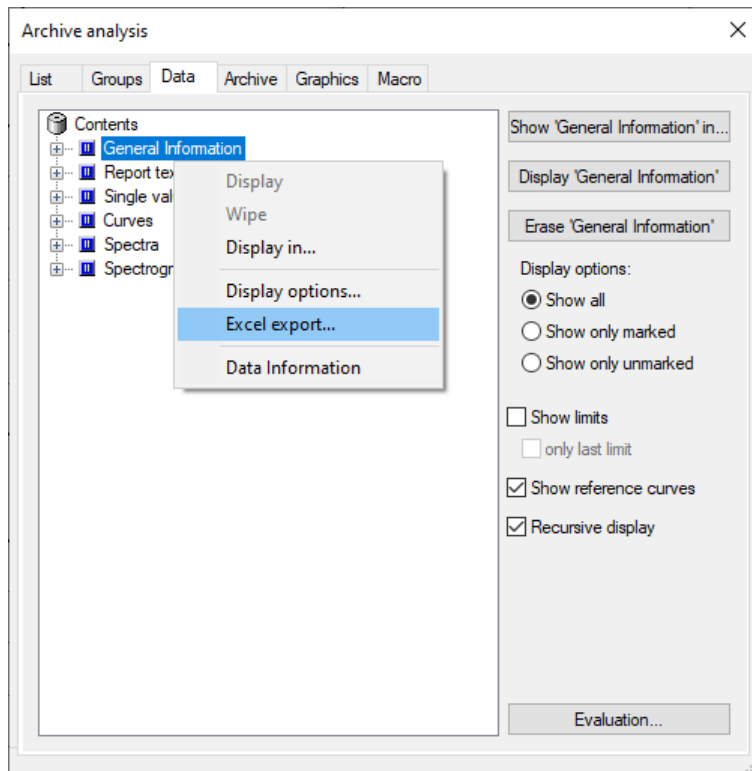 Archive analysis
List Groups Data Archive Graphics Macro
Contents
General Information
Report tex
Single val
Curves
Spectra
Spectrogr
Display
Wipe
Display in...
Display options...
Excel export...
Data Information
Show 'General Information' in...
Display 'General Information'
Erase 'General Information'
Display options:
Show all
Show only marked
Show only unmarked
Show limits
only last limit
Show reference curves
Recursive display
Evaluation...